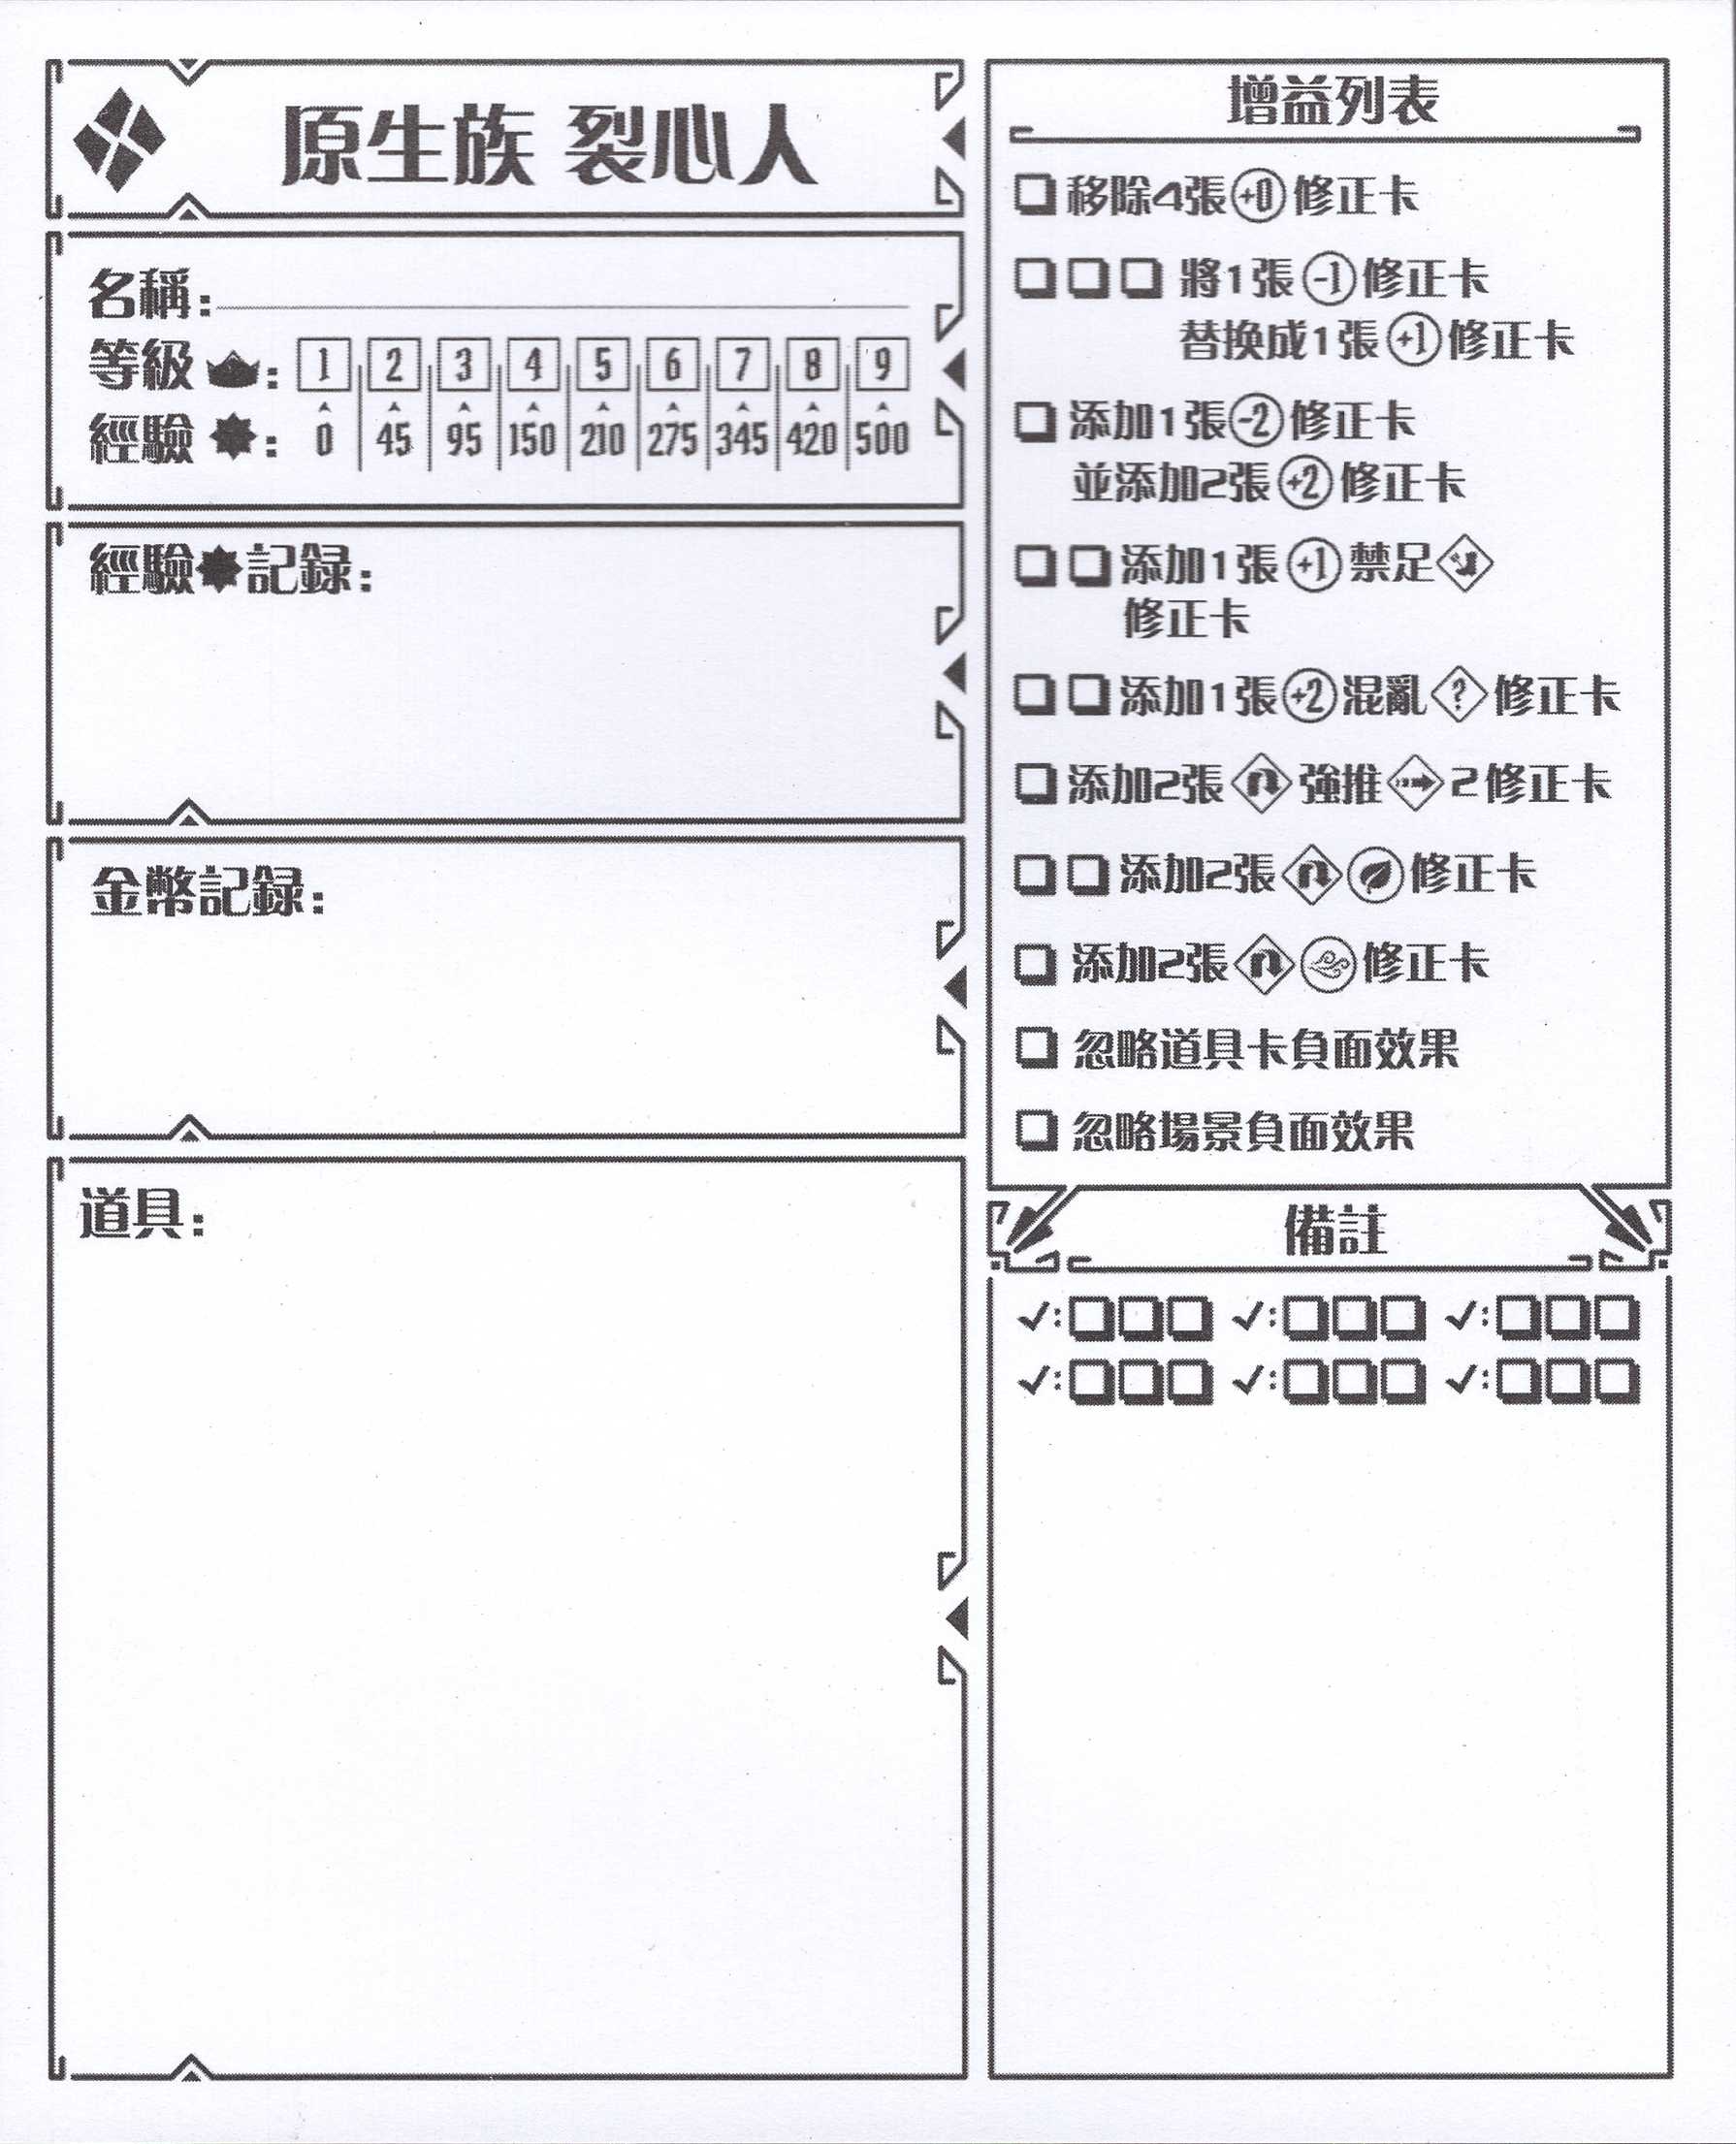 原生族 裂心人
名稱:
等級 : 1 2 3 4 5 6 7 8 9
經驗 : 0 45 95 150 210 275 345 420 500
經驗 記録:
金幣記録:
道具:
增益列表
移除4張 +0 修正卡
將1張 -1 修正卡
替换成1張 +1 修正卡
添加1張 -2 修正卡
並添加2張 +2 修正卡
添加1張 +1 禁足
修正卡
添加1張 +2 混亂 ? 修正卡
添加2張 強推 2 修正卡
添加2張 修正卡
添加2張 修正卡
忽略道具卡負面效果
忽略場景負面效果
備註
✓: ✓: ✓:
✓: ✓: ✓: